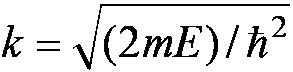 k = √(2mE)/ħ²